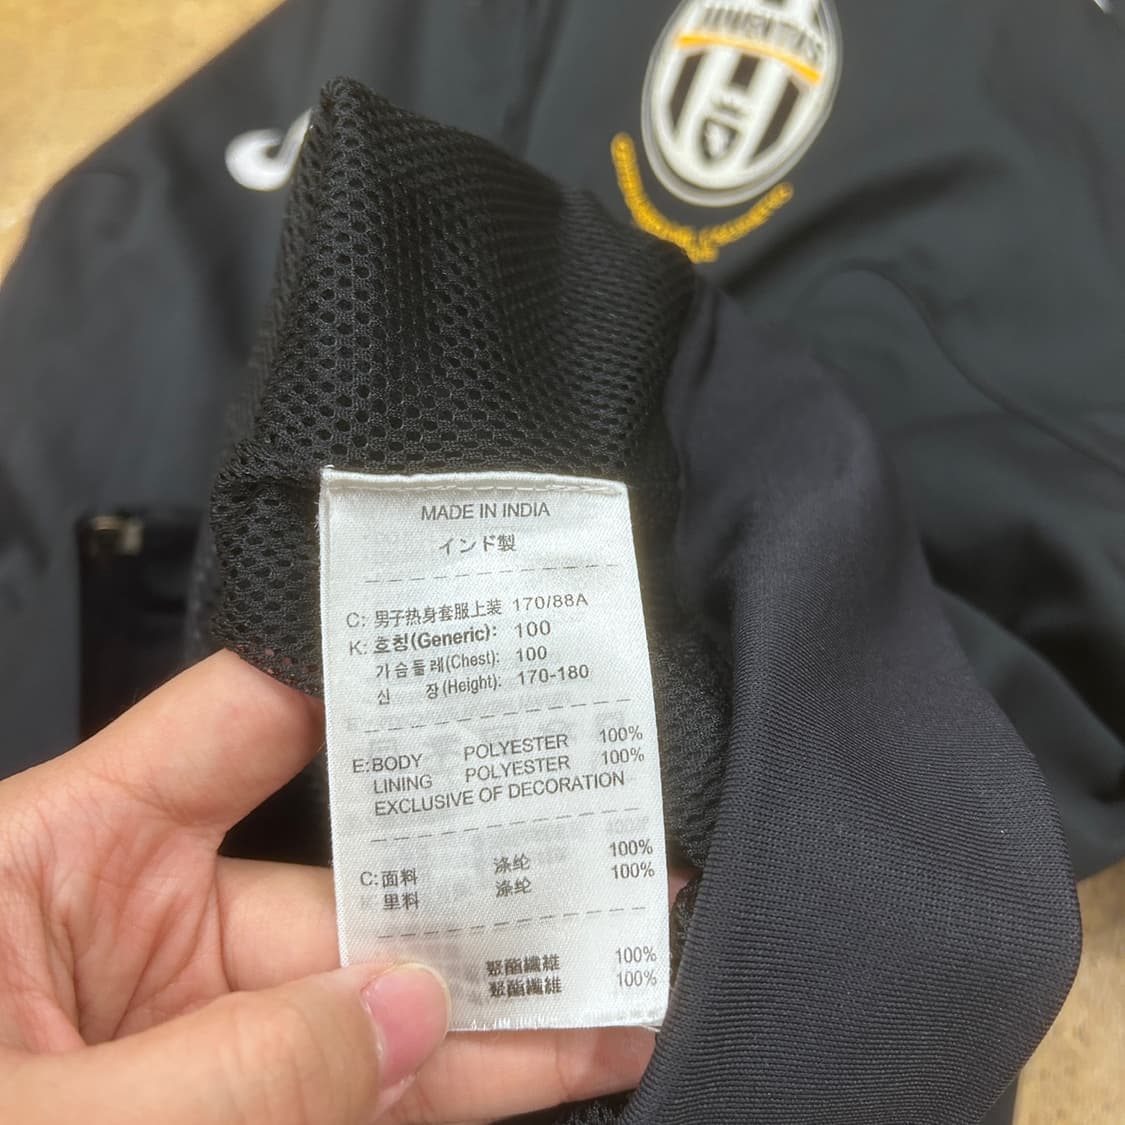 JUVENTUS
MADE IN INDIA
インド製
C: 男子热身套服上装 170/88A
K: 호칭(Generic): 100
가슴둘레(Chest): 100
신 장(Height): 170-180
E:BODY POLYESTER 100%
LINING POLYESTER 100%
EXCLUSIVE OF DECORATION
C:面料 涤纶 100%
里料 涤纶 100%
聚酯纖維 100%
聚酯纖維 100%